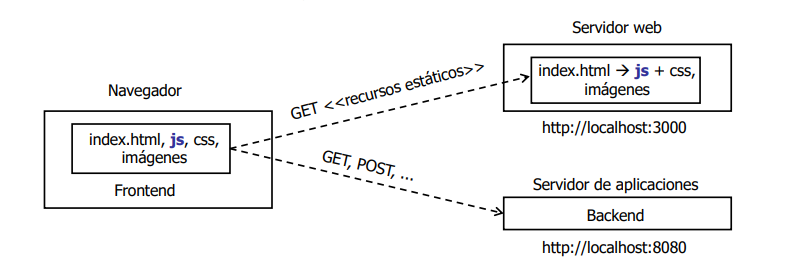 Servidor web
index.html → js + css,
imágenes
http://localhost:3000
GET <<recursos estáticos>>
Navegador
index.html, js, css,
imágenes
Frontend
GET, POST, ...
Servidor de aplicaciones
Backend
http://localhost:8080